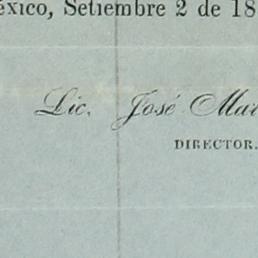 éxico, Setiembre 2 de 18
Lic. José Mar
DIRECTOR.